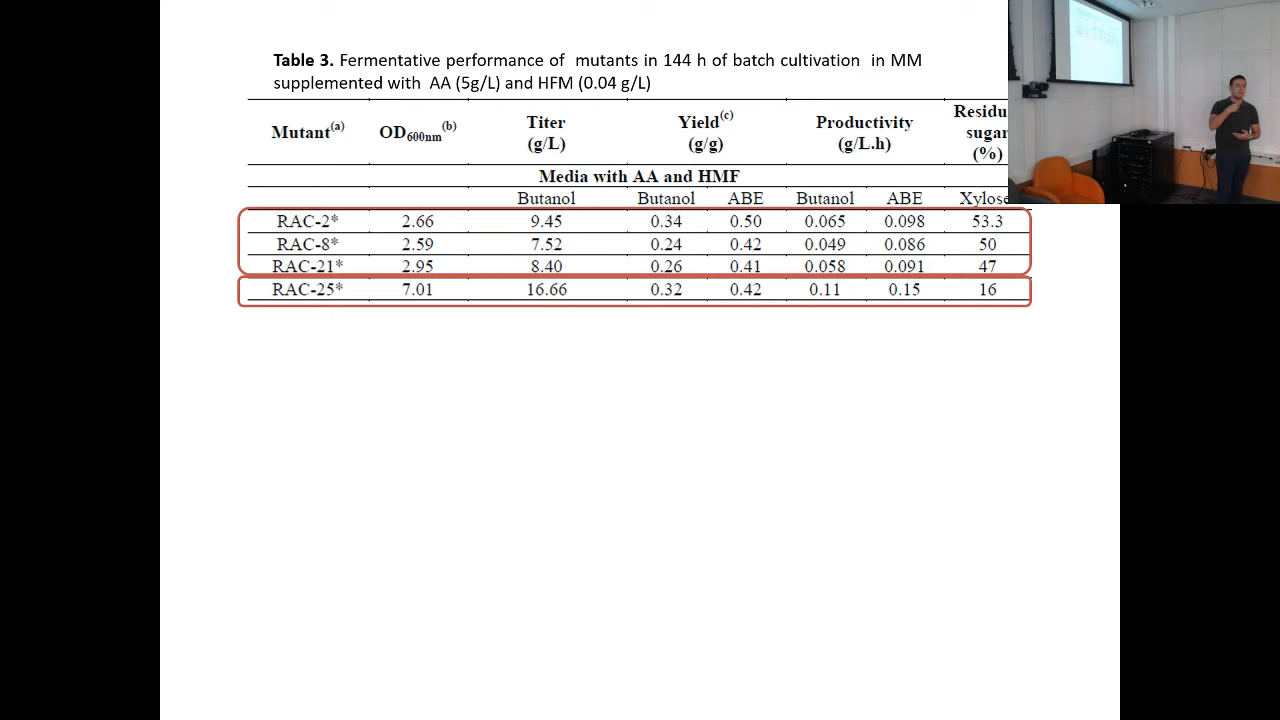 Table 3. Fermentative performance of mutants in 144 h of batch cultivation in MM
supplemented with AA (5g/L) and HFM (0.04 g/L)
Mutant(a) OD600nm(b) Titer (g/L) Yield(c) (g/g) Productivity (g/L.h) Residu sugar (%)
Media with AA and HMF
Butanol Butanol ABE Butanol ABE Xylose
RAC-2* 2.66 9.45 0.34 0.50 0.065 0.098 53.3
RAC-8* 2.59 7.52 0.24 0.42 0.049 0.086 50
RAC-21* 2.95 8.40 0.26 0.41 0.058 0.091 47
RAC-25* 7.01 16.66 0.32 0.42 0.11 0.15 16